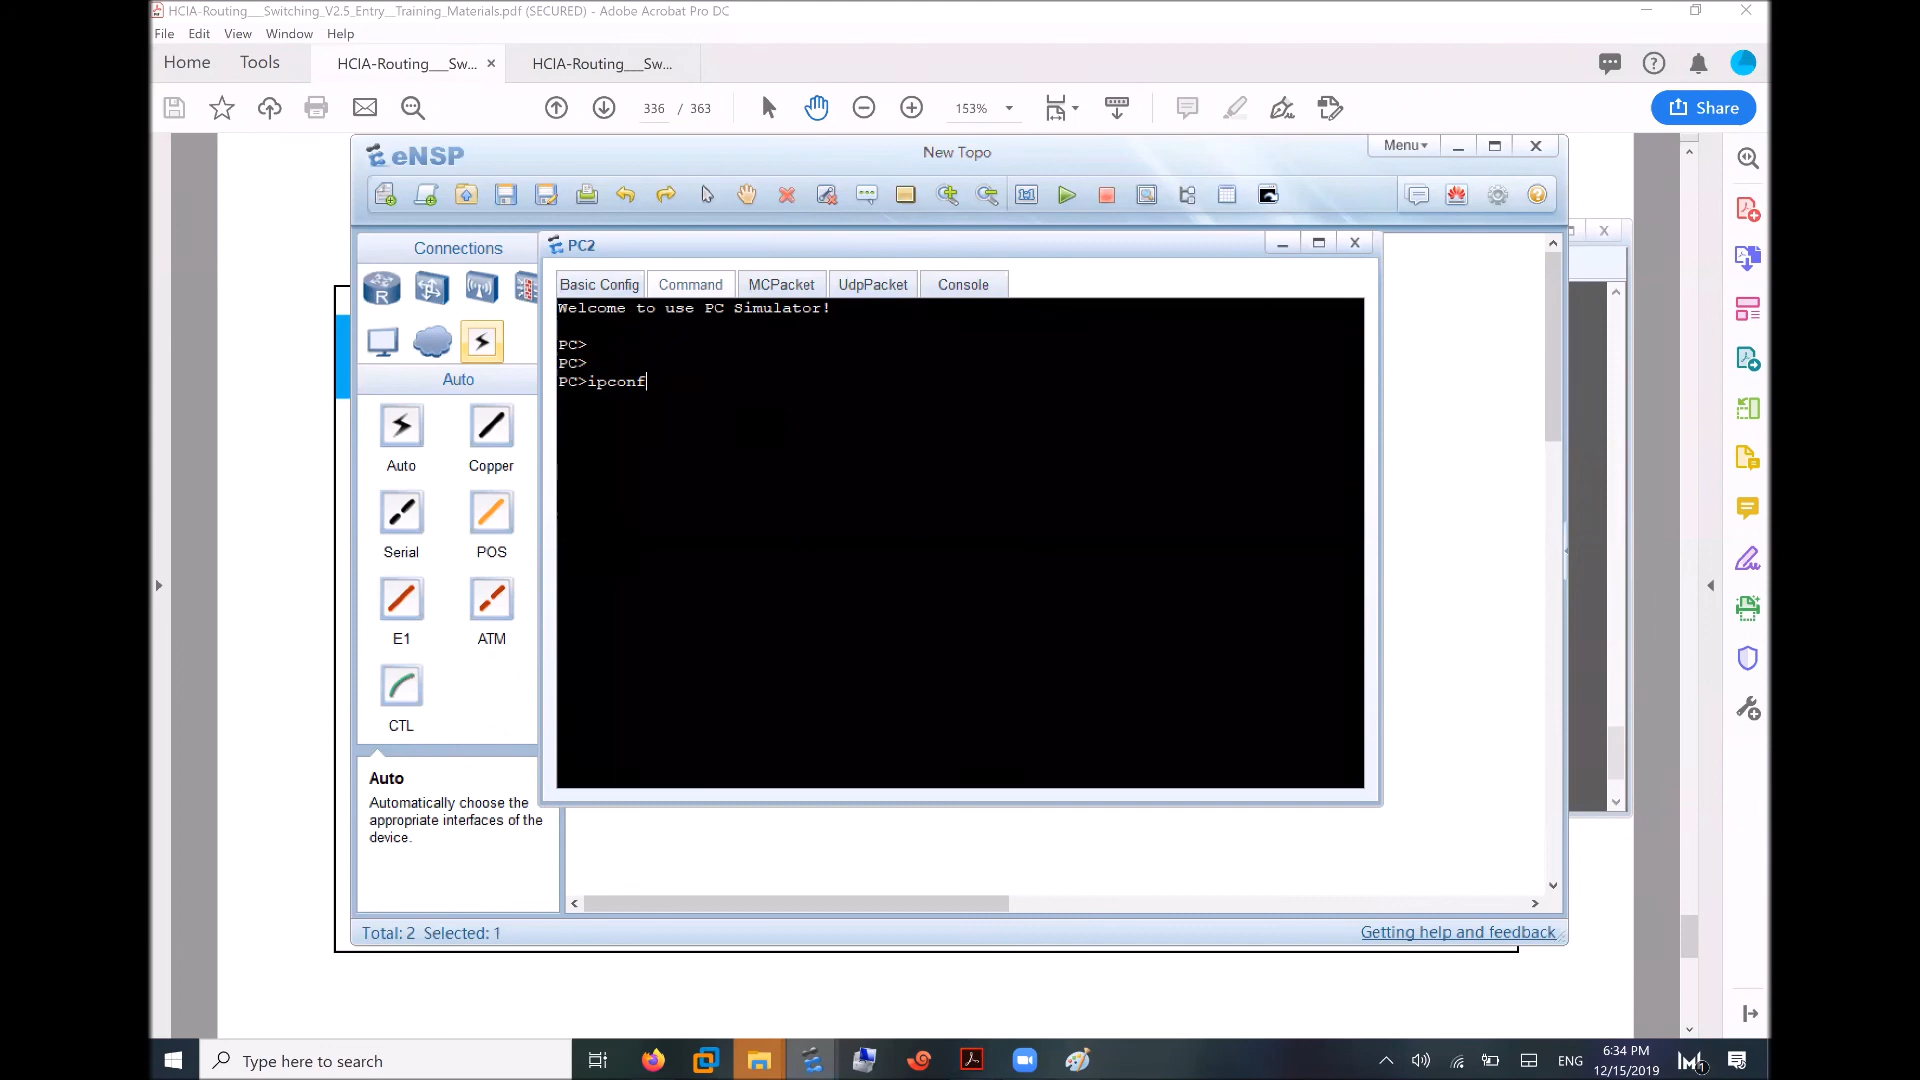 HCIA-Routing___Switching_V2.5_Entry__Training_Materials.pdf (SECURED) - Adobe Acrobat Pro DC
File Edit View Window Help
Home Tools HCIA-Routing___Sw... × HCIA-Routing___Sw...
336 / 363 153% Share
eNSP New Topo Menu
Connections
PC2
Basic Config Command MCPacket UdpPacket Console
Welcome to use PC Simulator!
PC>
PC>
PC>ipconf
R
Auto
Auto Copper
Serial POS
E1 ATM
CTL
Auto
Automatically choose the
appropriate interfaces of the
device.
Total: 2 Selected: 1 Getting help and feedback
Type here to search
ENG
6:34 PM
12/15/2019